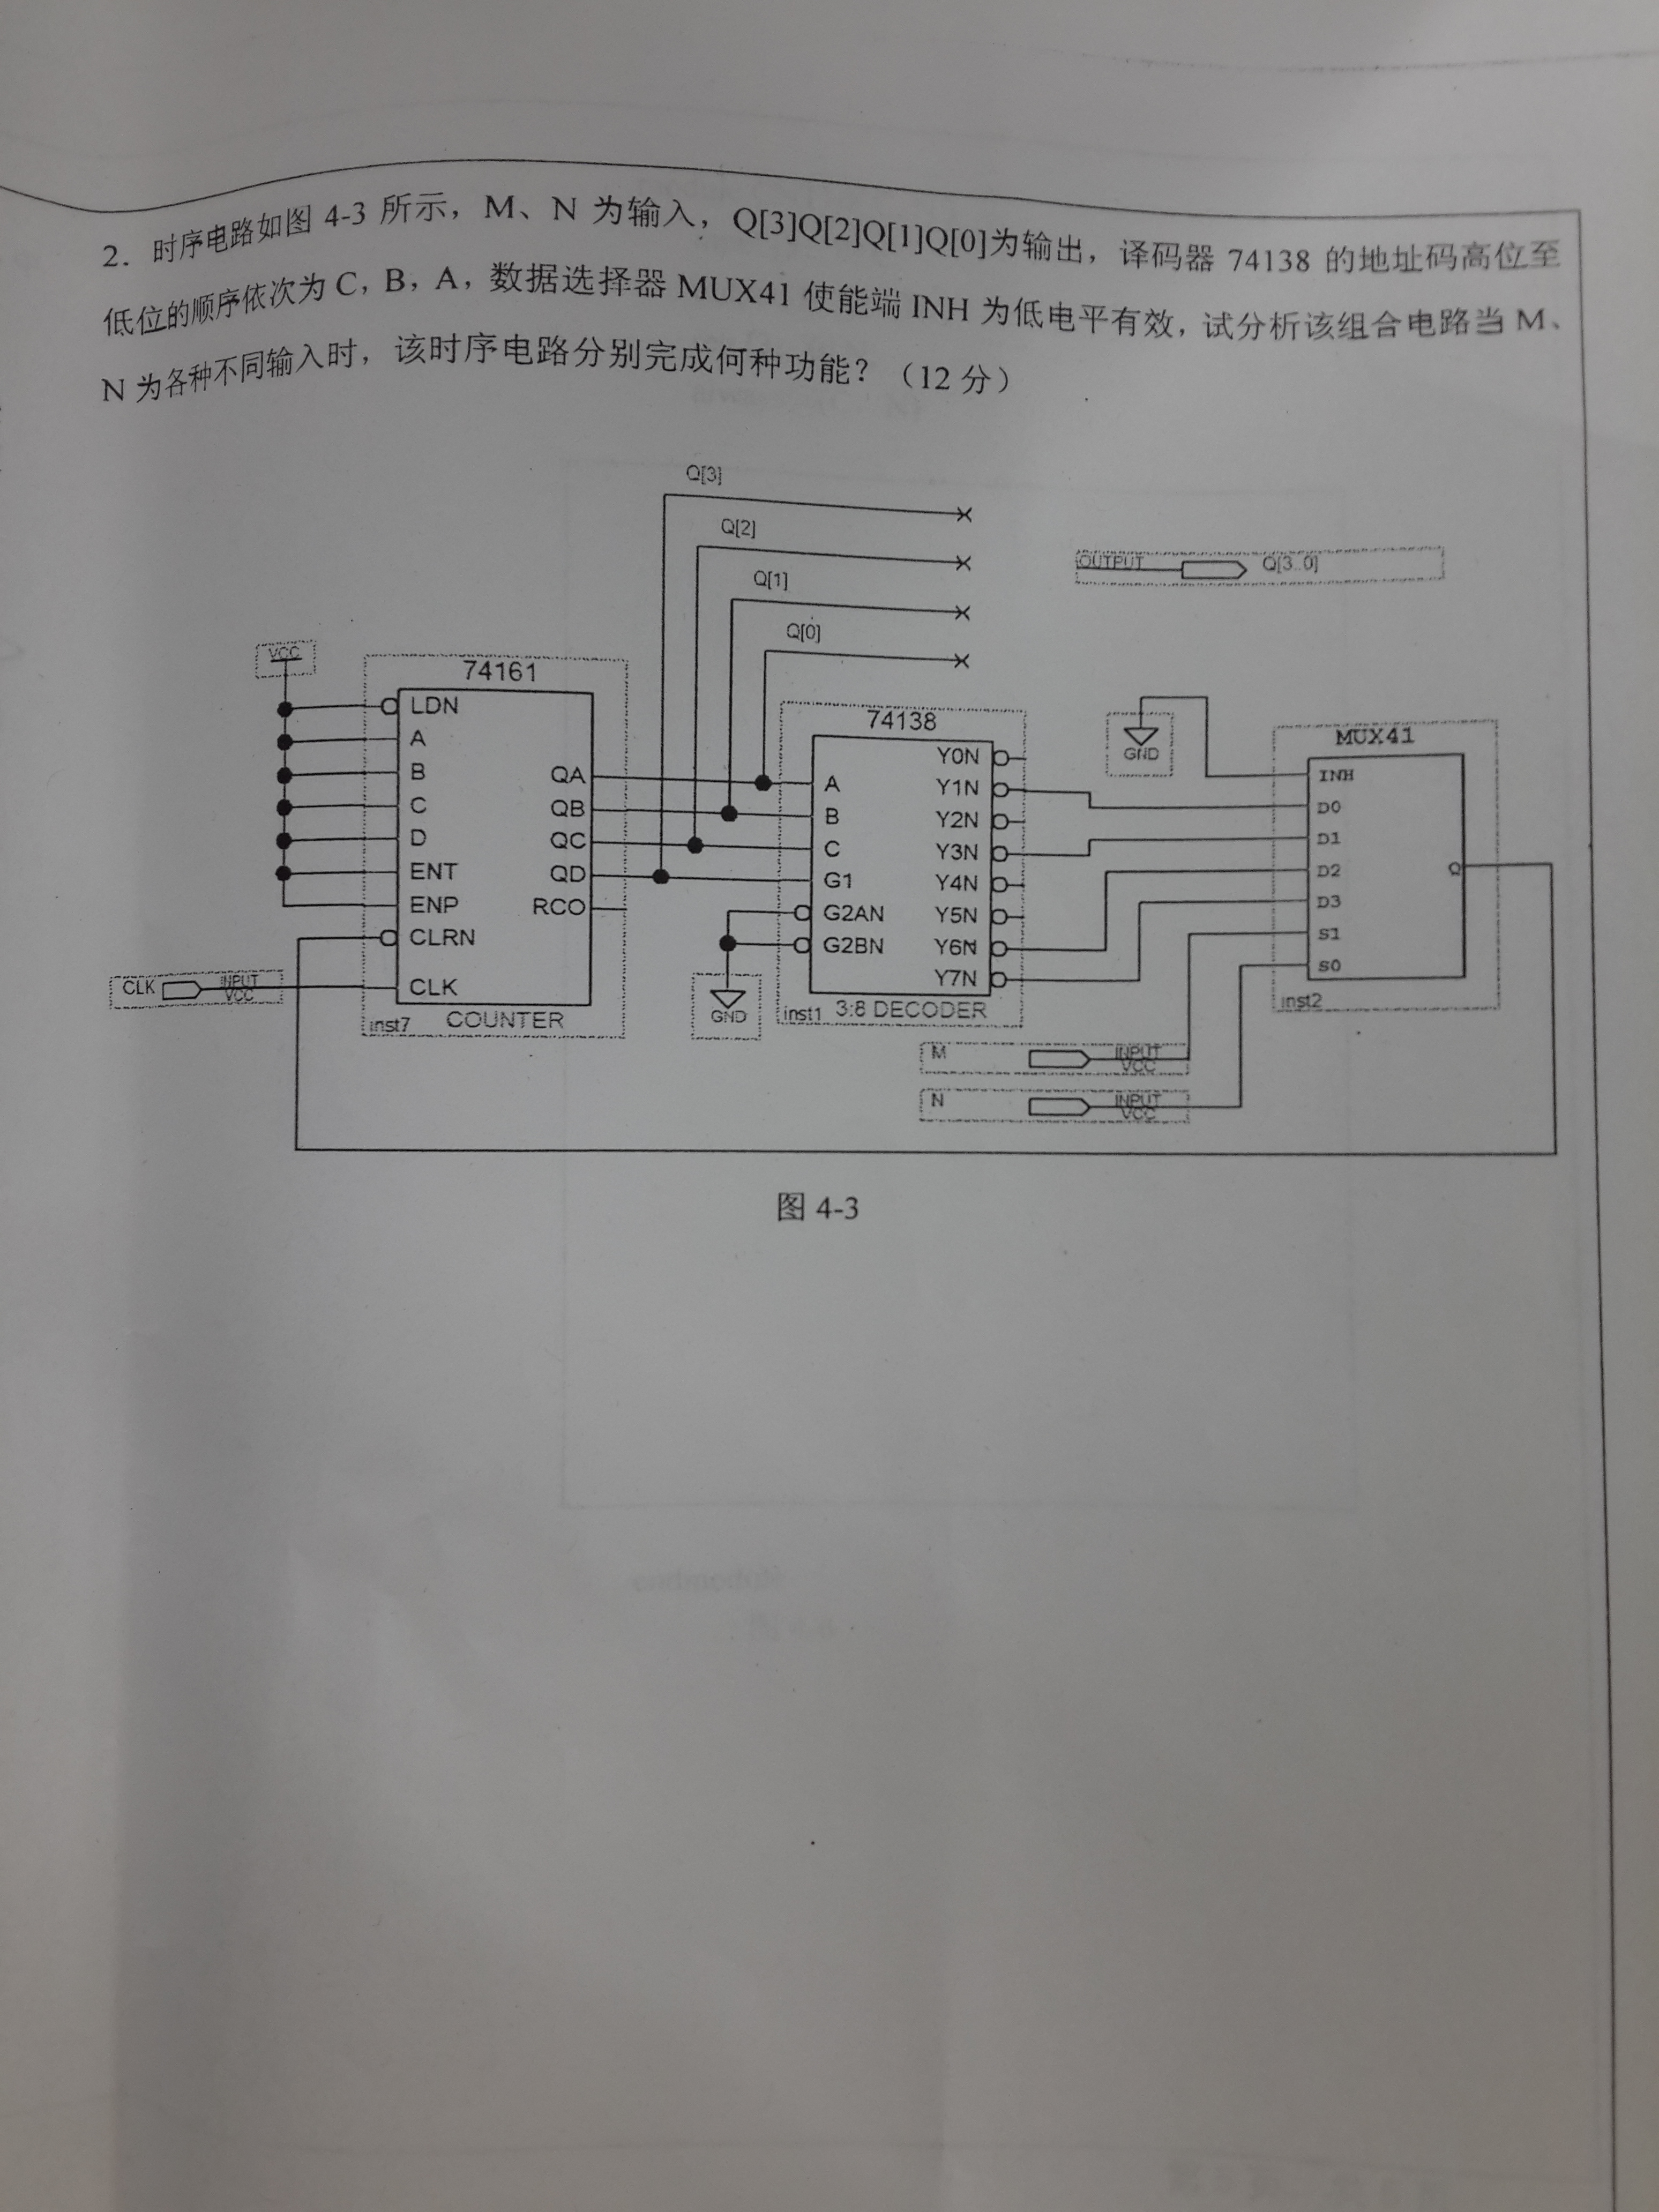 2. 时序电路如图 4-3 所示，M、N 为输入，Q[3]Q[2]Q[1]Q[0]为输出，译码器 74138 的地址码高位至
低位的顺序依次为 C，B，A，数据选择器 MUX41 使能端 INH 为低电平有效，试分析该组合电路当 M、
N 为各种不同输入时，该时序电路分别完成何种功能？（12 分）
Q[3]
Q[2]
OUTPUT Q[3..0]
Q[1]
Q[0]
VCC
74161
LDN
A
B QA
C QB
D QC
ENT QD
ENP RCO
CLRN
CLK
inst7 COUNTER
CLK INPUT
VCC
74138
Y0N
A Y1N
B Y2N
C Y3N
G1 Y4N
G2AN Y5N
G2BN Y6N
Y7N
inst1 3:8 DECODER
GND
GND
MUX41
INH
D0
D1
D2 Q
D3
S1
S0
inst2
M INPUT
VCC
N INPUT
VCC
图 4-3